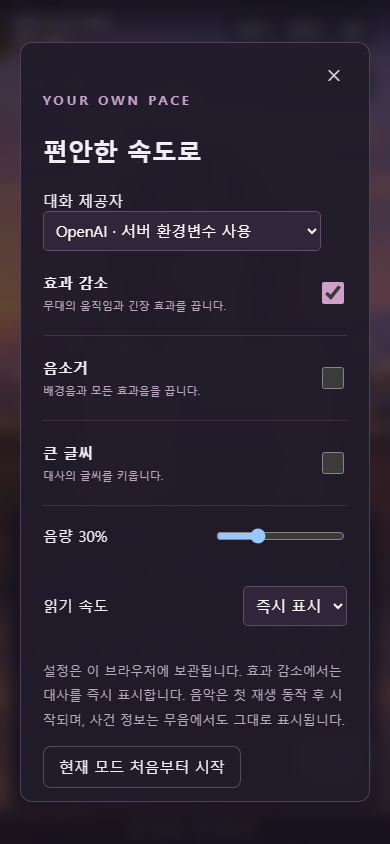 ×
YOUR OWN PACE
편안한 속도로
대화 제공자
OpenAI · 서버 환경변수 사용
효과 감소
무대의 움직임과 긴장 효과를 끕니다.
음소거
배경음과 모든 효과음을 끕니다.
큰 글씨
대사의 글씨를 키웁니다.
음량 30%
읽기 속도
즉시 표시
설정은 이 브라우저에 보관됩니다. 효과 감소에서는
대사를 즉시 표시합니다. 음악은 첫 재생 동작 후 시
작되며, 사건 정보는 무음에서도 그대로 표시됩니다.
현재 모드 처음부터 시작